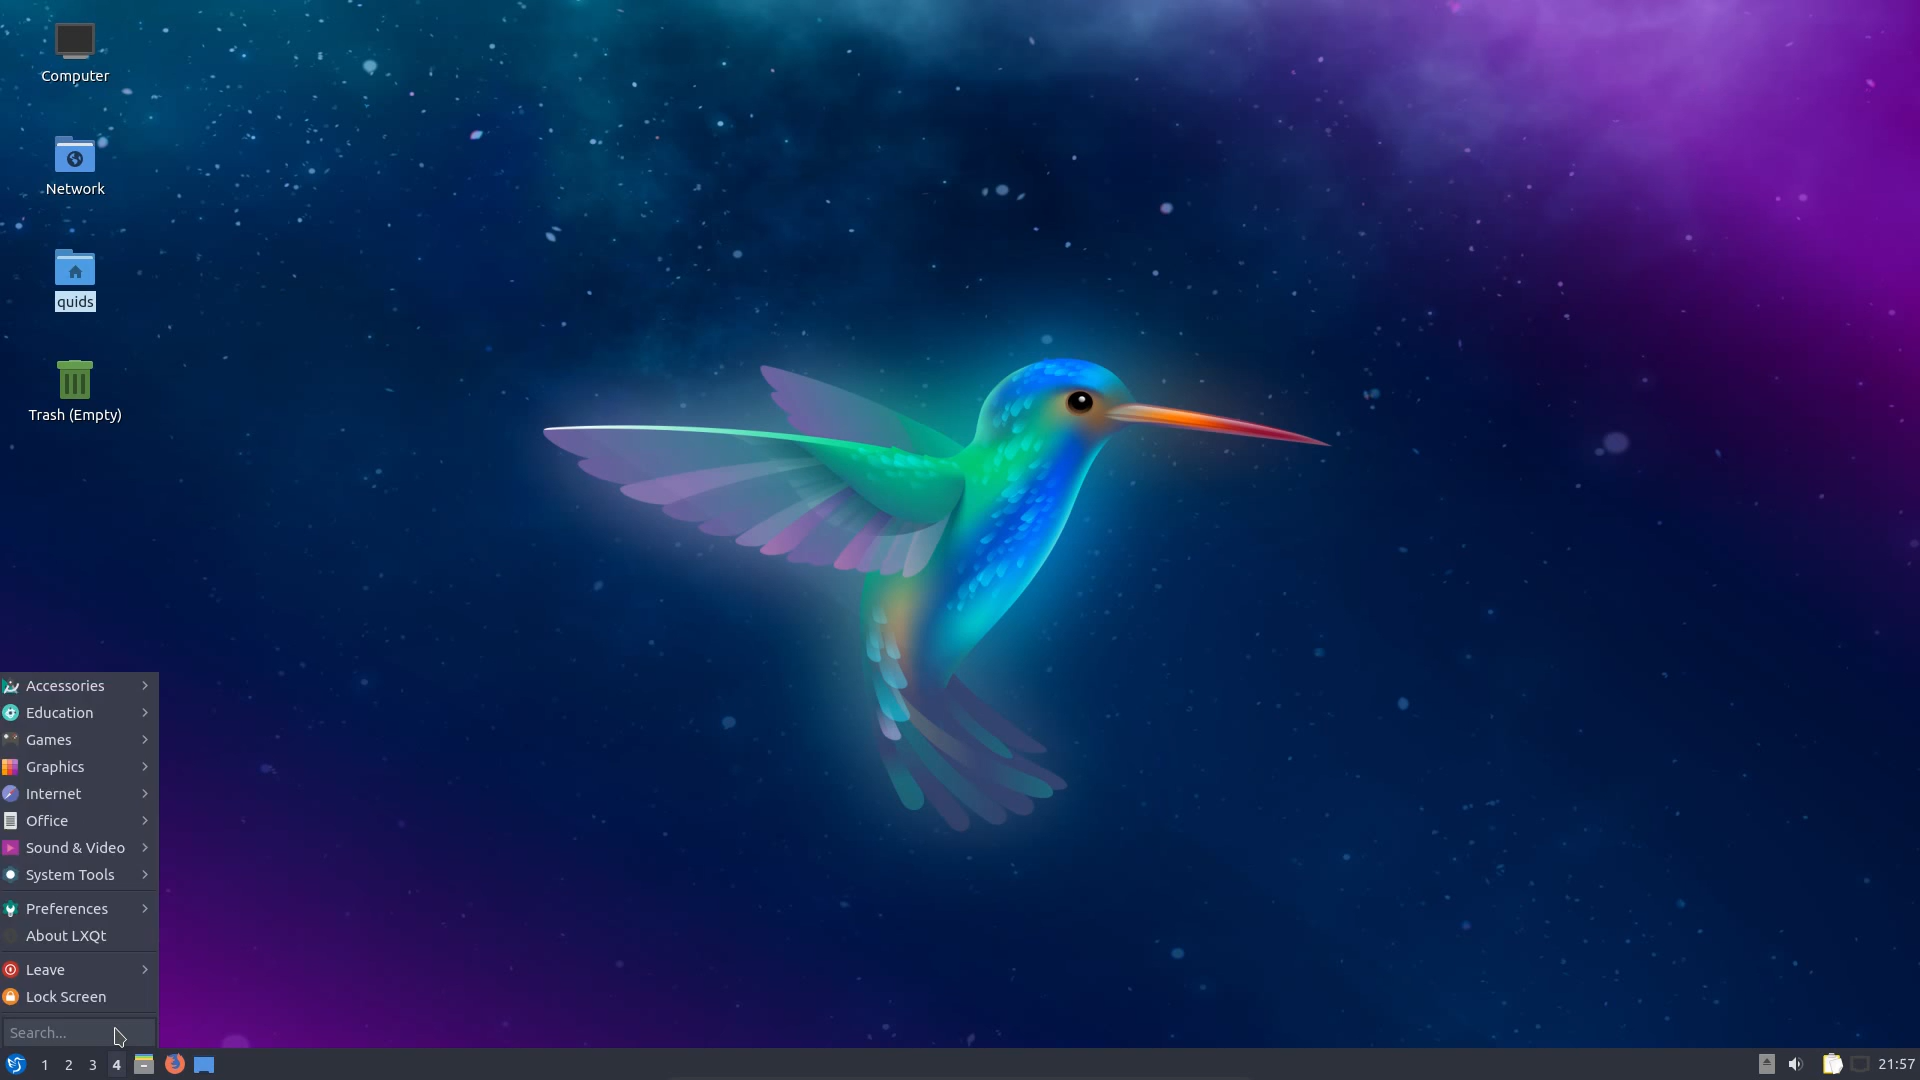 Computer
Network
quids
Trash (Empty)
Accessories
Education
Games
Graphics
Internet
Office
Sound & Video
System Tools
Preferences
About LXQt
Leave
Lock Screen
Search...
1 2 3 4 21:57